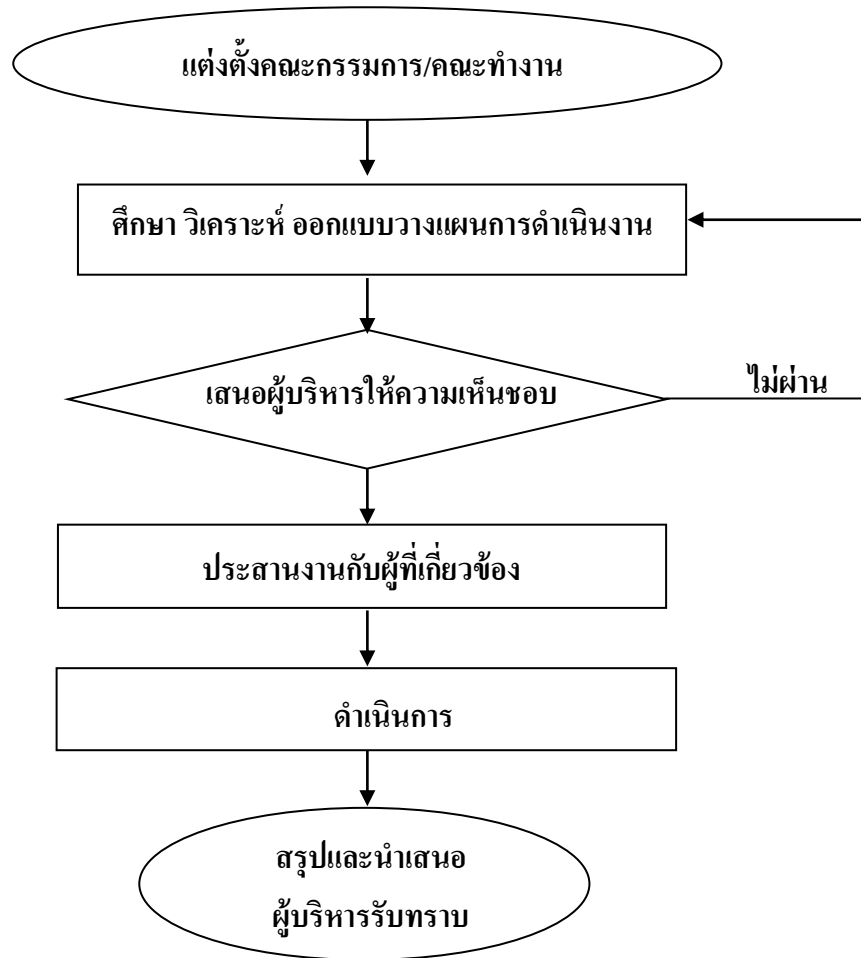 แต่งตั้งคณะกรรมการ/คณะทำงาน
ศึกษา วิเคราะห์ ออกแบบวางแผนการดำเนินงาน
เสนอผู้บริหารให้ความเห็นชอบ
ไม่ผ่าน
ประสานงานกับผู้ที่เกี่ยวข้อง
ดำเนินการ
สรุปและนำเสนอ
ผู้บริหารรับทราบ